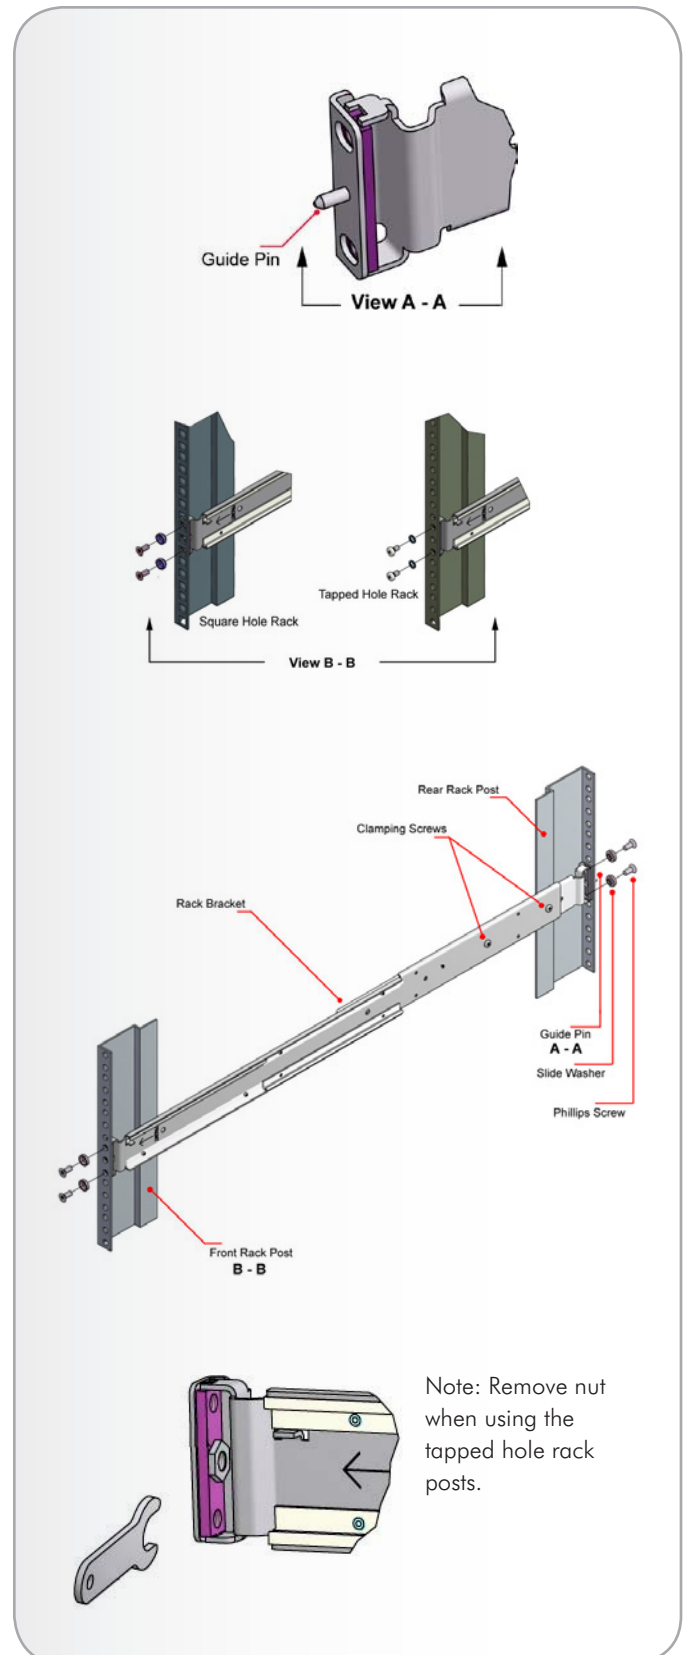 Guide Pin
View A - A
Square Hole Rack
Tapped Hole Rack
View B - B
Rear Rack Post
Clamping Screws
Rack Bracket
Guide Pin
A - A
Slide Washer
Phillips Screw
Front Rack Post
B - B
Note: Remove nut
when using the
tapped hole rack
posts.